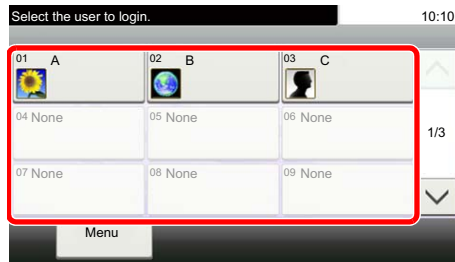 Select the user to login. 10:10
01 A 02 B 03 C
04 None 05 None 06 None
1/3
07 None 08 None 09 None
Menu